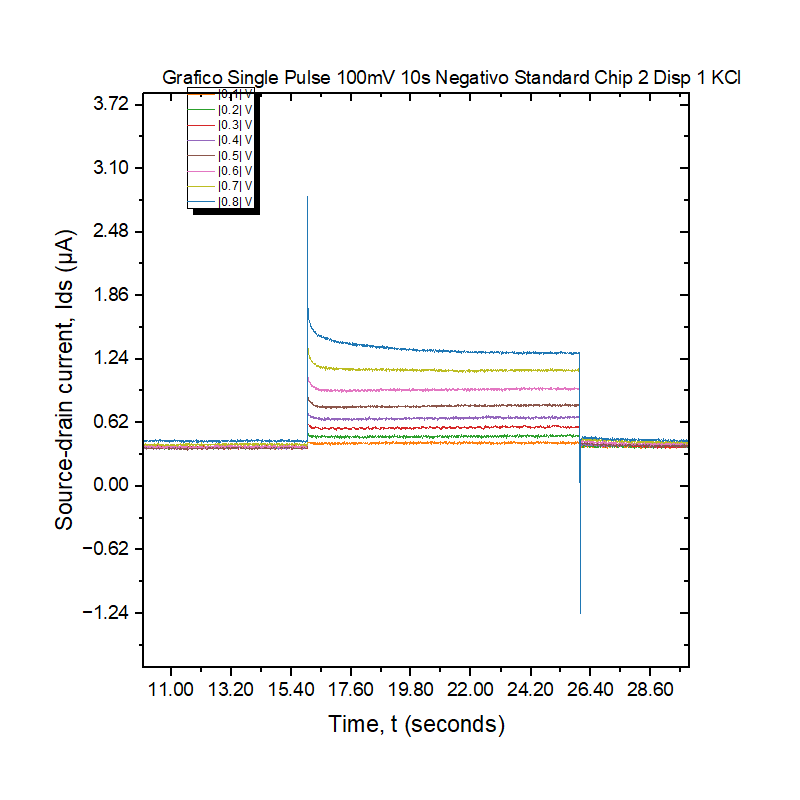 Grafico Single Pulse 100mV 10s Negativo Standard Chip 2 Disp 1 KCl
|0.1| V
|0.2| V
|0.3| V
|0.4| V
|0.5| V
|0.6| V
|0.7| V
|0.8| V
3.72
3.10
2.48
1.86
1.24
0.62
0.00
−0.62
−1.24
Source-drain current, Ids (μA)
11.00 13.20 15.40 17.60 19.80 22.00 24.20 26.40 28.60
Time, t (seconds)